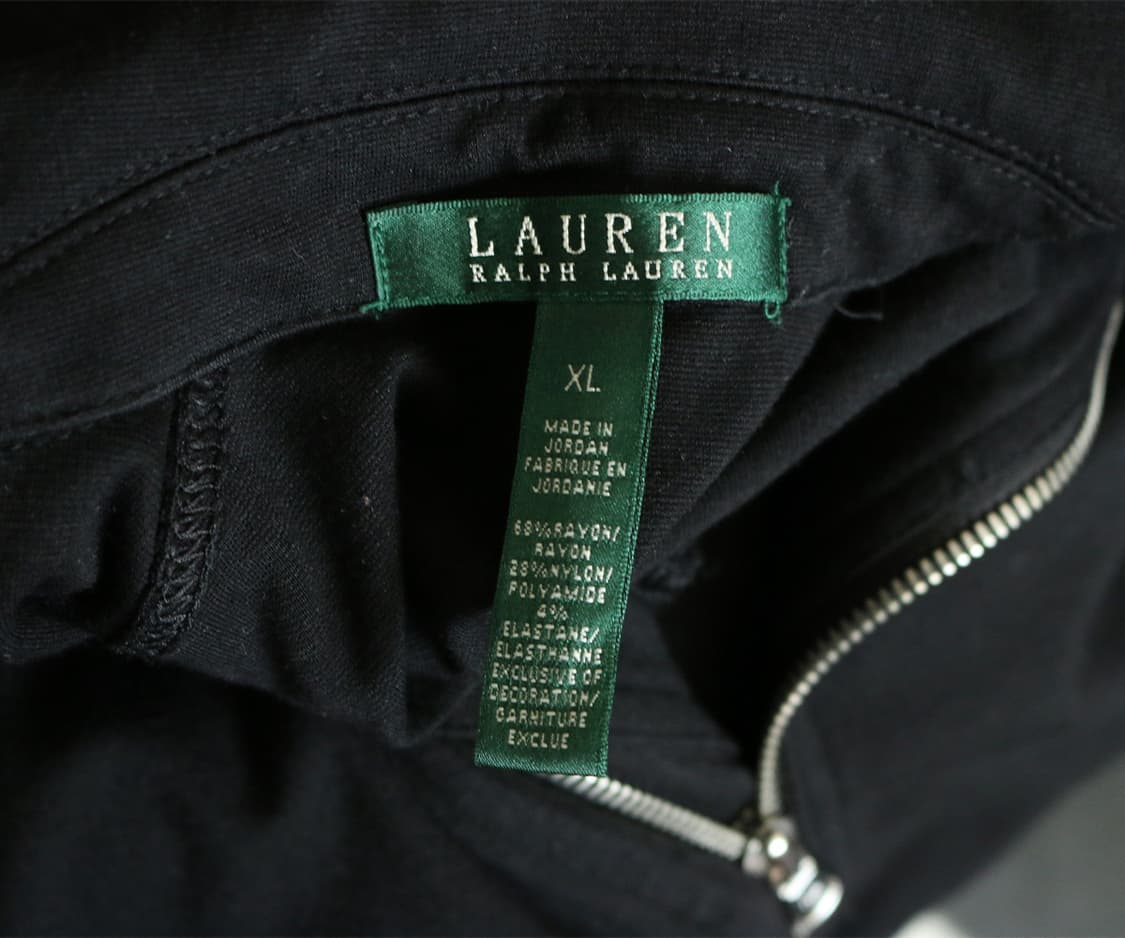 LAUREN
RALPH LAUREN
XL
MADE IN
JORDAN
FABRIQUE EN
JORDANIE
68%RAYON/
RAYON
28%NYLON/
POLYAMIDE
4%
ELASTANE/
ELASTHANNE
EXCLUSIVE OF
DECORATION/
GARNITURE
EXCLUE